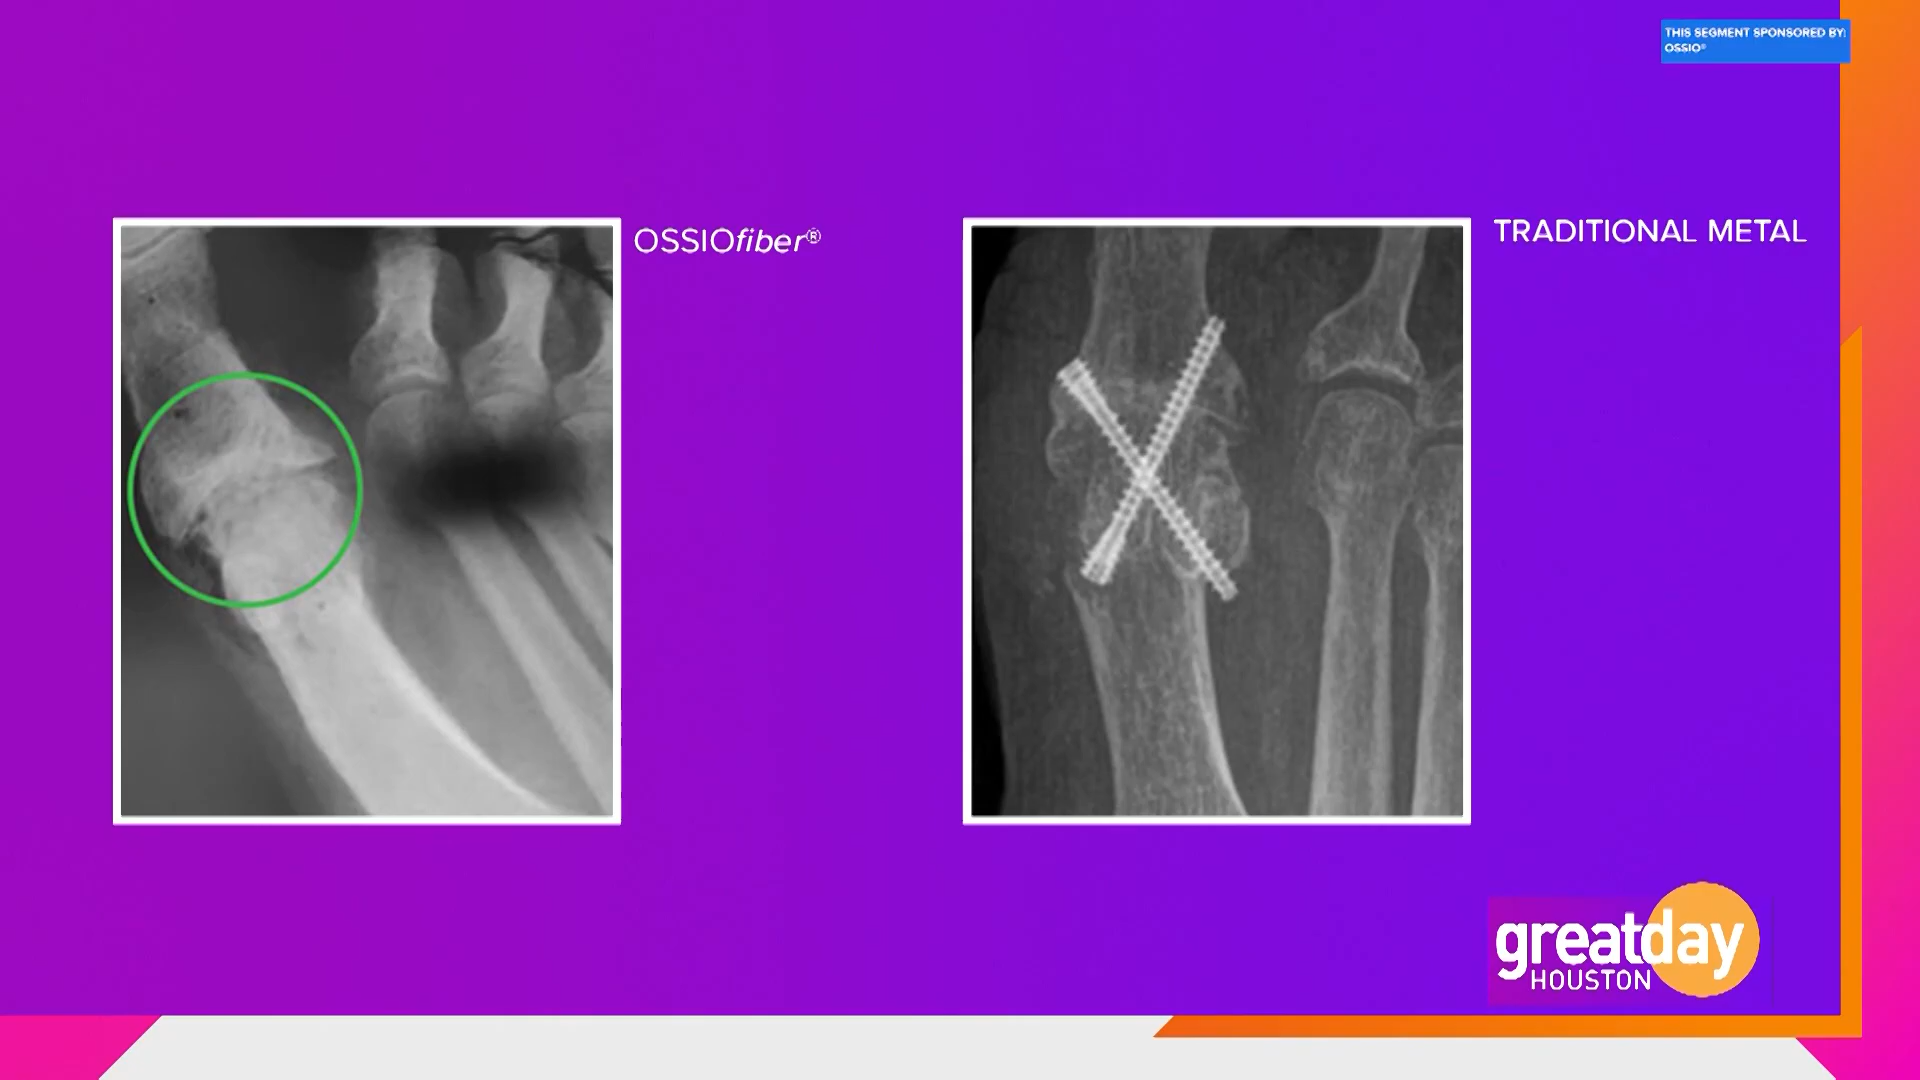 THIS SEGMENT SPONSORED BY:
OSSIO®
OSSIOfiber®
TRADITIONAL METAL
greatday
HOUSTON